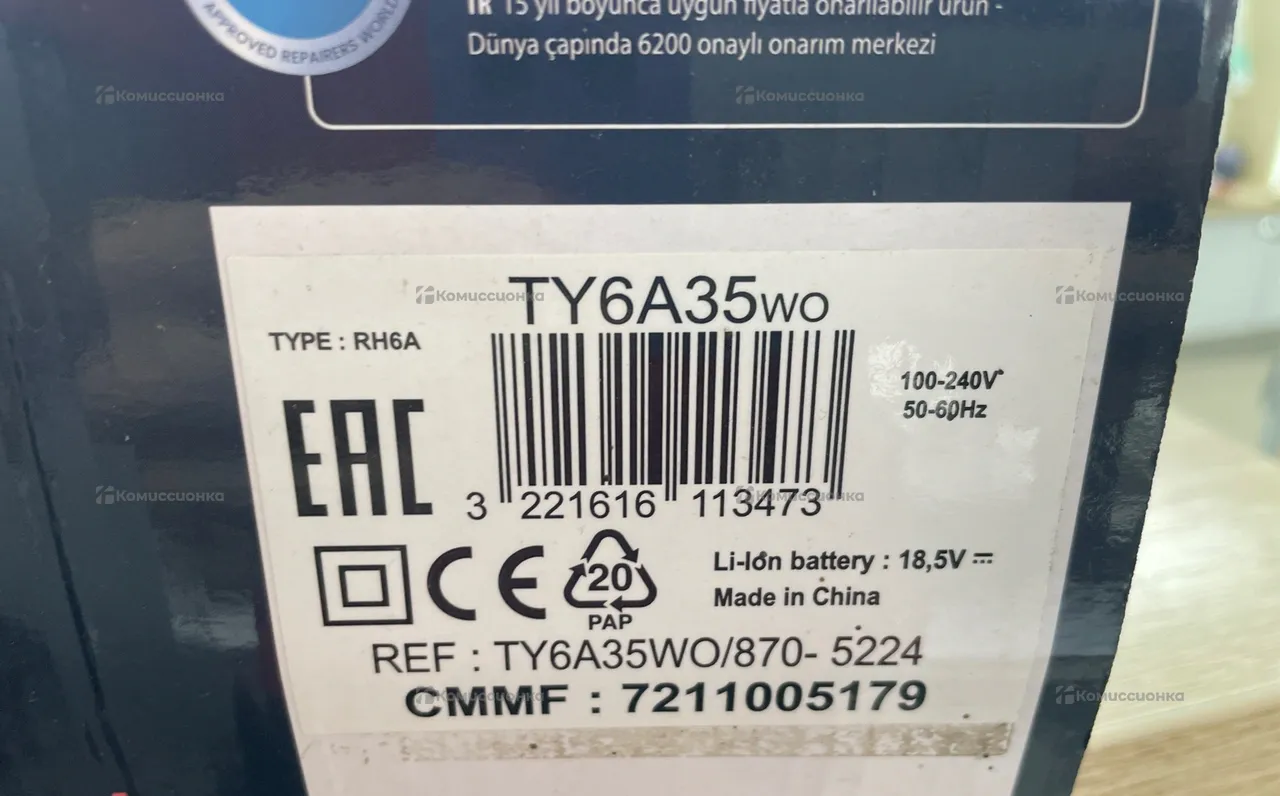 APPROVED REPAIRERS WORLD
TR 15 yıl boyunca uygun fiyatla onarılabilir ürün -
Dünya çapında 6200 onaylı onarım merkezi
Комиссионка Комиссионка
TY6A35WO
Комиссионка Комиссионка
TYPE : RH6A
100-240V~
50-60Hz
EAC
3 221616 113473
Комиссионка Комиссионка
CE
20
PAP
Li-Ion battery : 18,5V ⎓
Made in China
REF : TY6A35WO/870- 5224
CMMF : 7211005179
Комиссионка Комиссионка